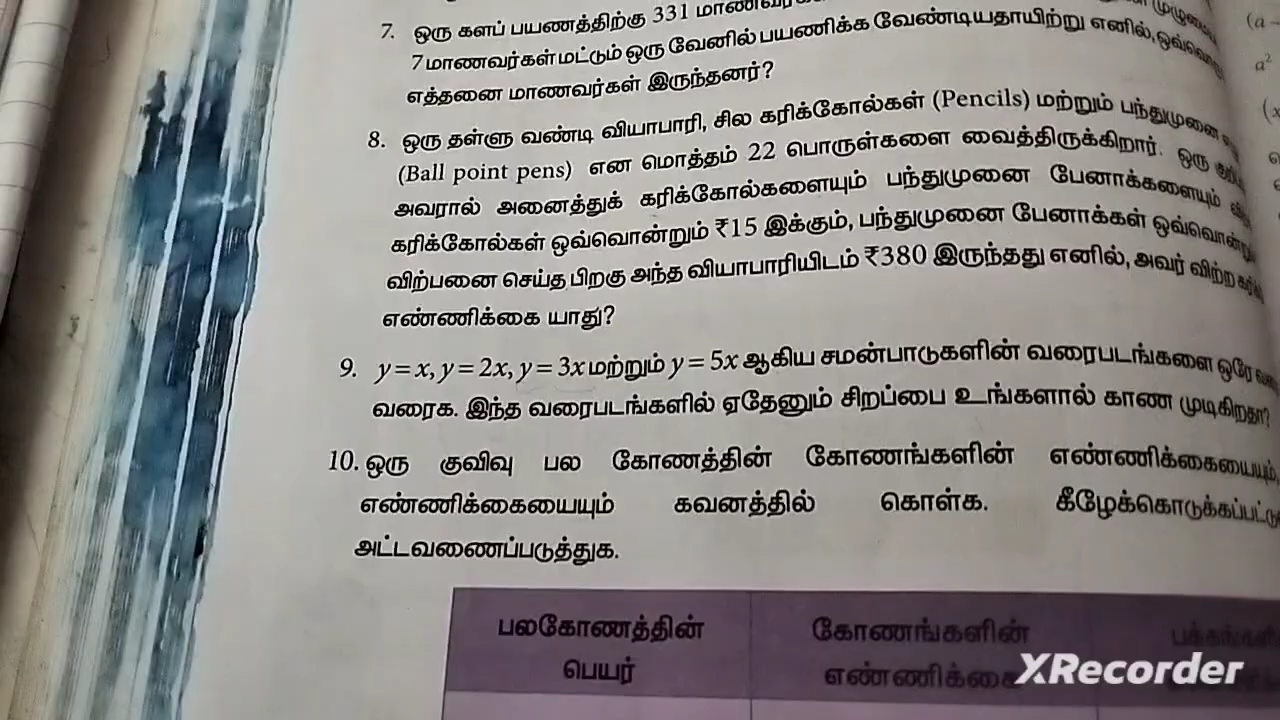 7. ஒரு களப் பயணத்திற்கு 331
7 மாணவர்கள் மட்டும் ஒரு வேனில் பயணிக்க வேண்டியதாயிற்று எனில்,
எத்தனை மாணவர்கள் இருந்தனர்?
8. ஒரு தள்ளு வண்டி வியாபாரி, சில கரிக்கோல்கள் (Pencils) மற்றும் பந்துமுனை
(Ball point pens) என மொத்தம் 22 பொருள்களை வைத்திருக்கிறார். ஒரு
அவரால் அனைத்துக் கரிக்கோல்களையும் பந்துமுனை பேனாக்களையும்
கரிக்கோல்கள் ஒவ்வொன்றும் ₹15 இக்கும், பந்துமுனை பேனாக்கள்
விற்பனை செய்த பிறகு அந்த வியாபாரியிடம் ₹380 இருந்தது எனில், அவர் விற்ற
எண்ணிக்கை யாது?
9. y = x, y = 2x, y = 3x மற்றும் y = 5x ஆகிய சமன்பாடுகளின் வரைபடங்களை ஒரே
வரைக. இந்த வரைபடங்களில் ஏதேனும் சிறப்பை உங்களால் காண முடிகிறதா?
10. ஒரு குவிவு பல கோணத்தின் கோணங்களின் எண்ணிக்கையையும்,
எண்ணிக்கையையும் கவனத்தில் கொள்க.
அட்டவணைப்படுத்துக.
பலகோணத்தின் கோணங்களின்
பெயர் எண்ணிக்கை
XRecorder
a²